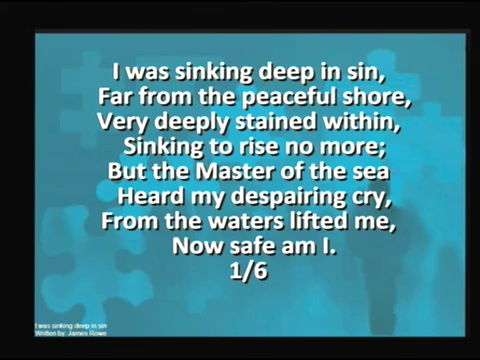 I was sinking deep in sin,
Far from the peaceful shore,
Very deeply stained within,
Sinking to rise no more;
But the Master of the sea
Heard my despairing cry,
From the waters lifted me,
Now safe am I.
1/6
I was sinking deep in sin
Written by: James Rowe